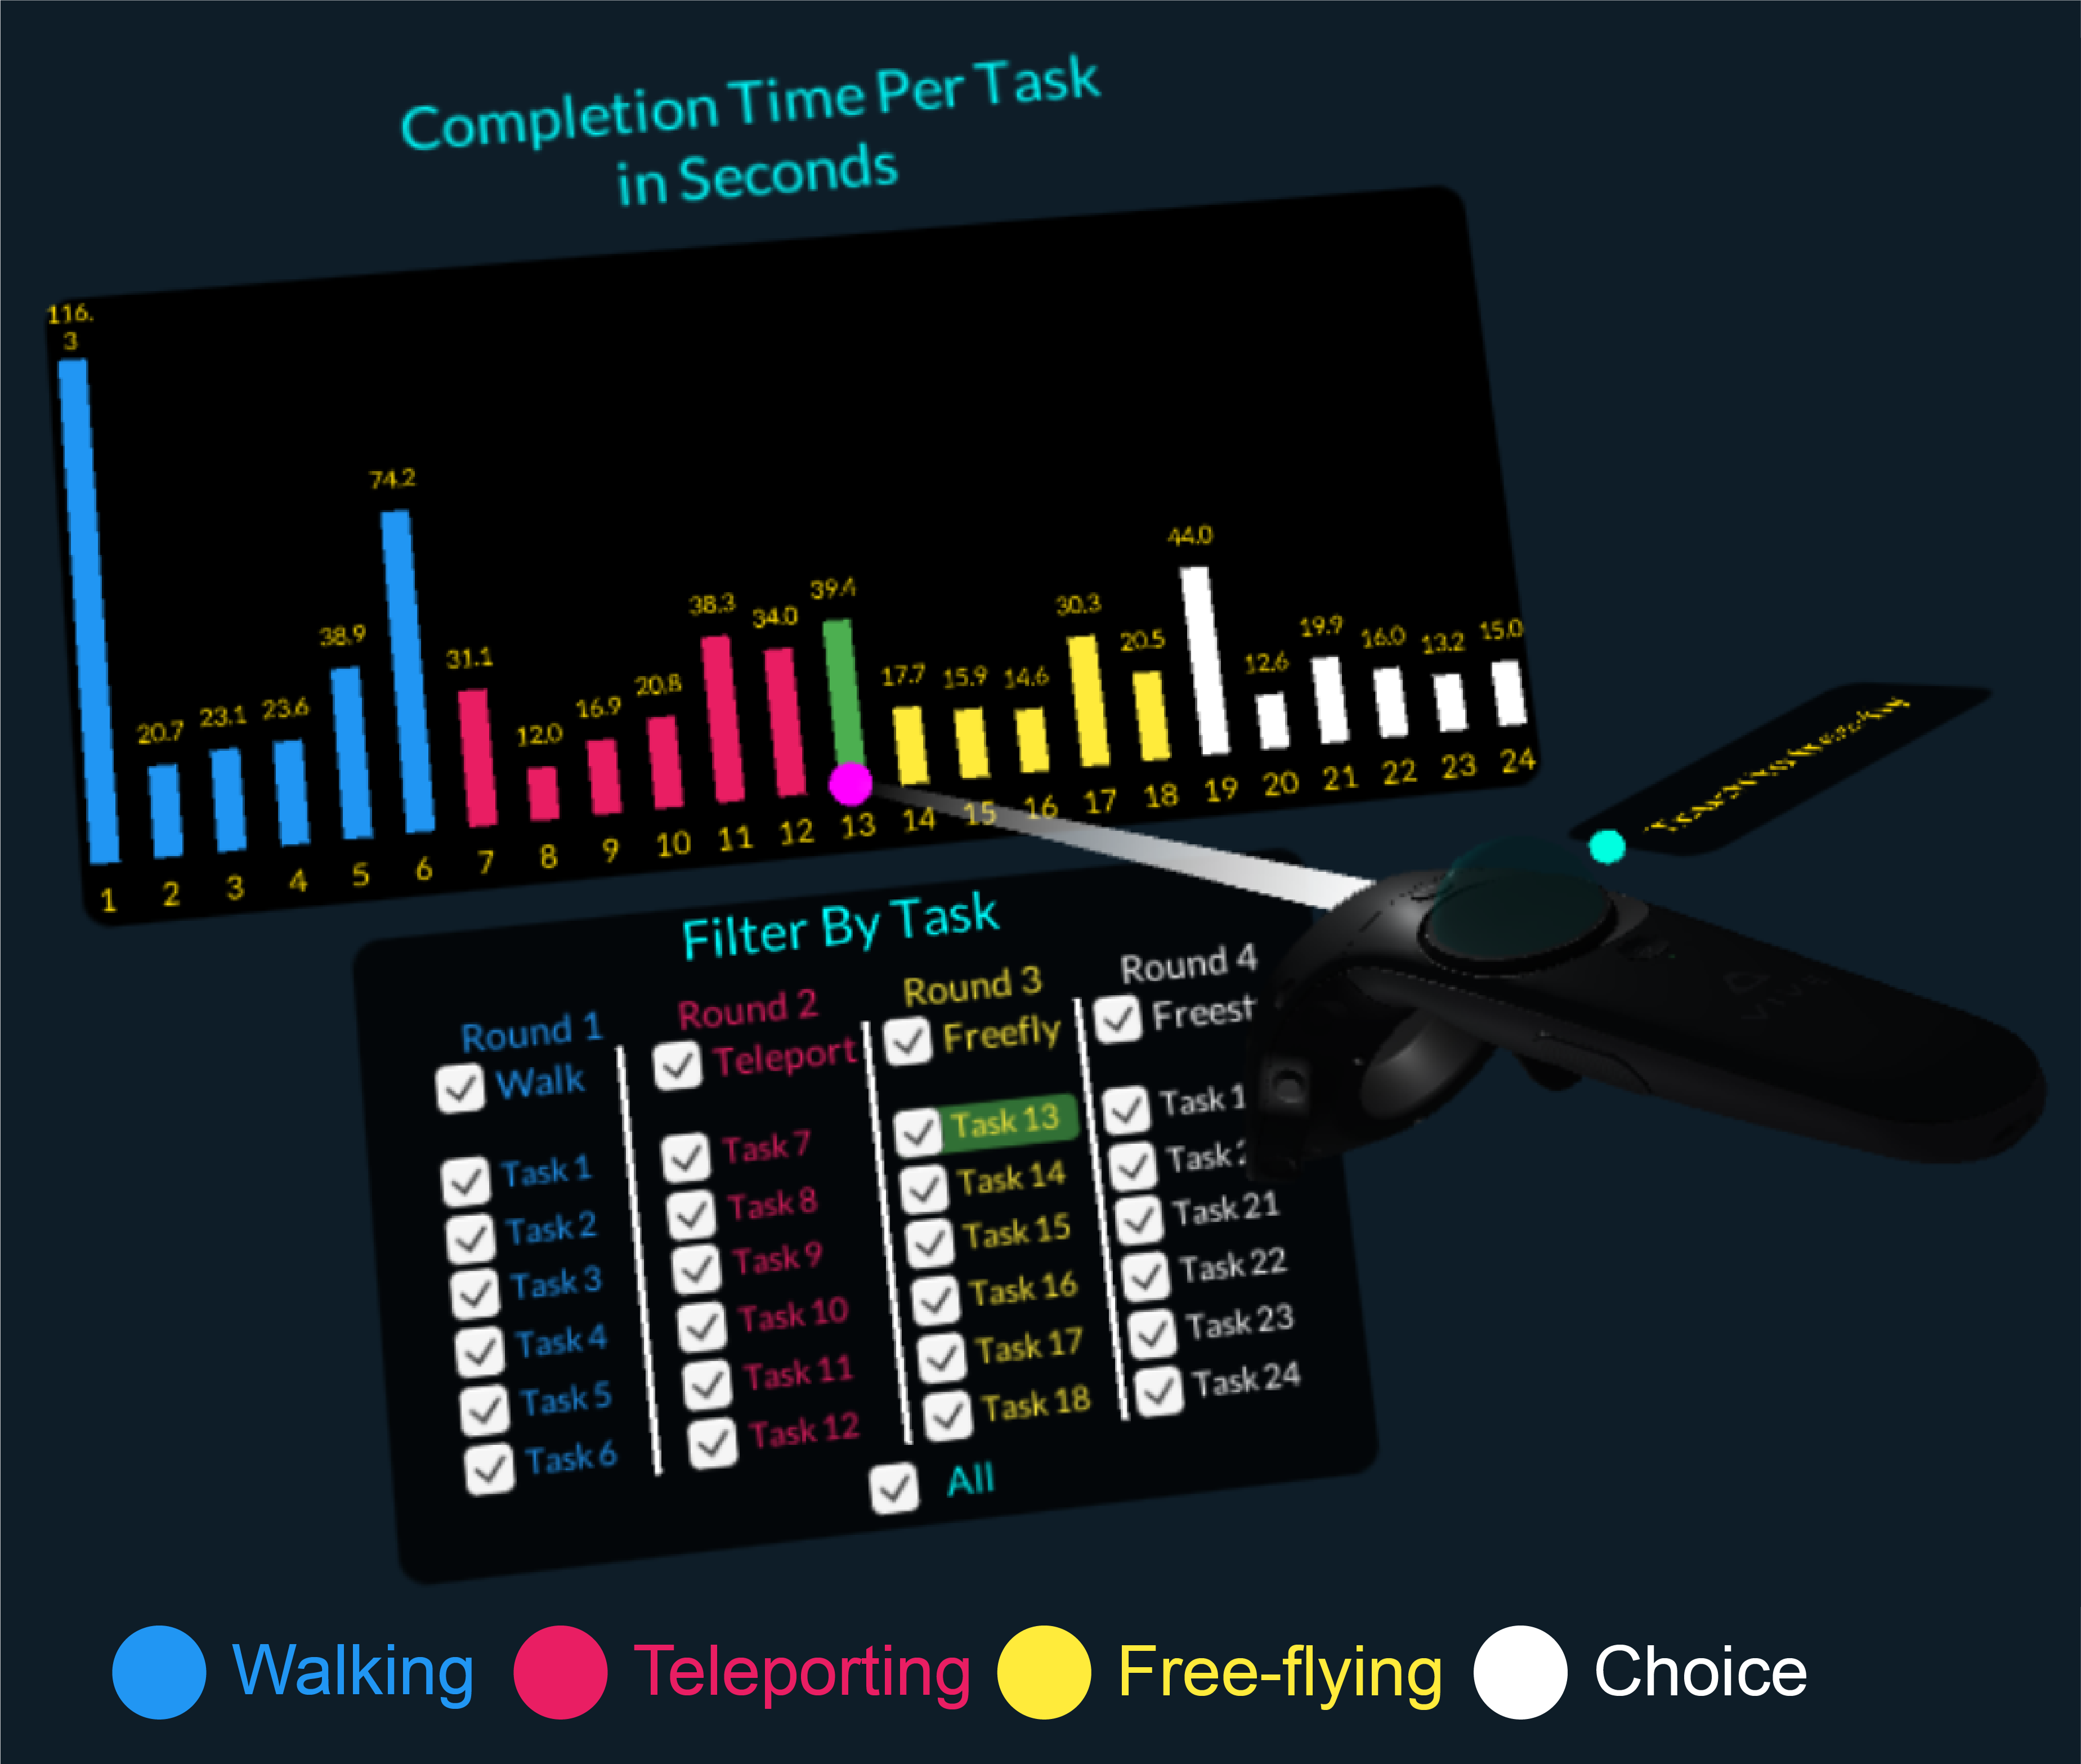 Completion Time Per Task
in Seconds
116.
3
20.7
23.1
23.6
38.9
74.2
31.1
12.0
16.9
20.8
38.3
34.0
39.4
17.7
15.9
14.6
30.3
20.5
44.0
12.6
19.9
16.0
13.2
15.0
1 2 3 4 5 6 7 8 9 10 11 12 13 14 15 16 17 18 19 20 21 22 23 24
Filter By Task
Round 1
Walk
Task 1
Task 2
Task 3
Task 4
Task 5
Task 6
Round 2
Teleport
Task 7
Task 8
Task 9
Task 10
Task 11
Task 12
Round 3
Freefly
Task 13
Task 14
Task 15
Task 16
Task 17
Task 18
Round 4
Freest
Task 1
Task 2
Task 21
Task 22
Task 23
Task 24
All
VIVE
Walking
Teleporting
Free-flying
Choice